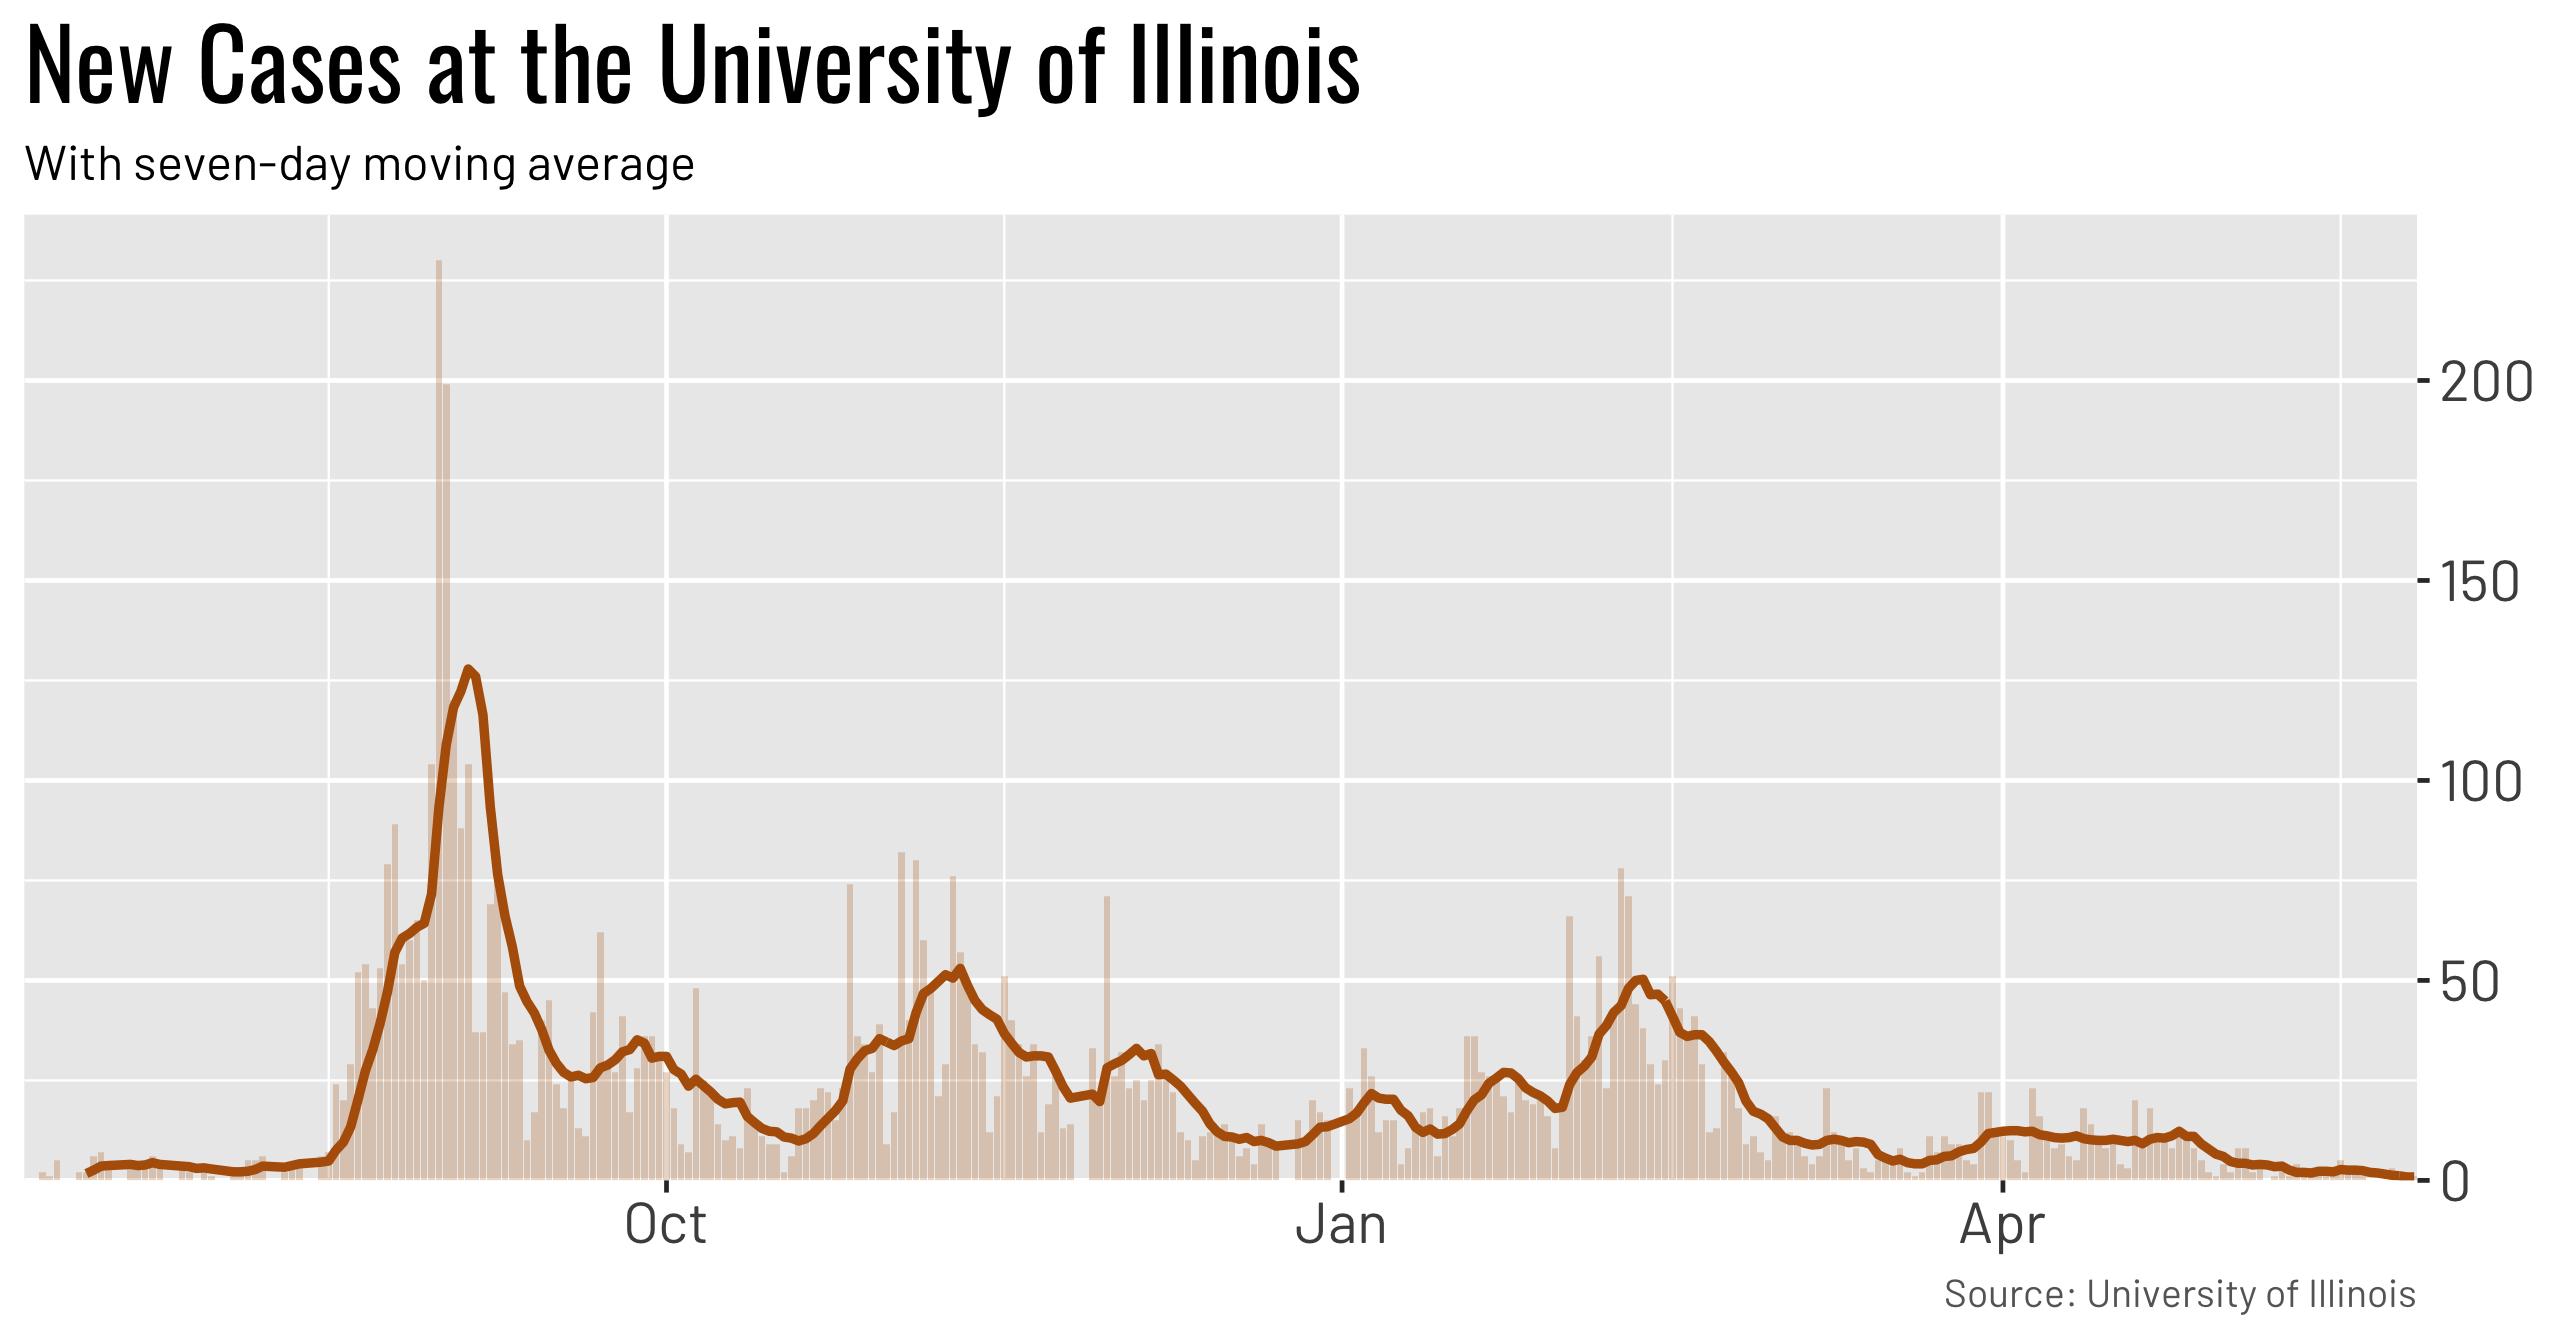 New Cases at the University of Illinois
With seven-day moving average
200
150
100
50
0
Oct Jan Apr
Source: University of Illinois